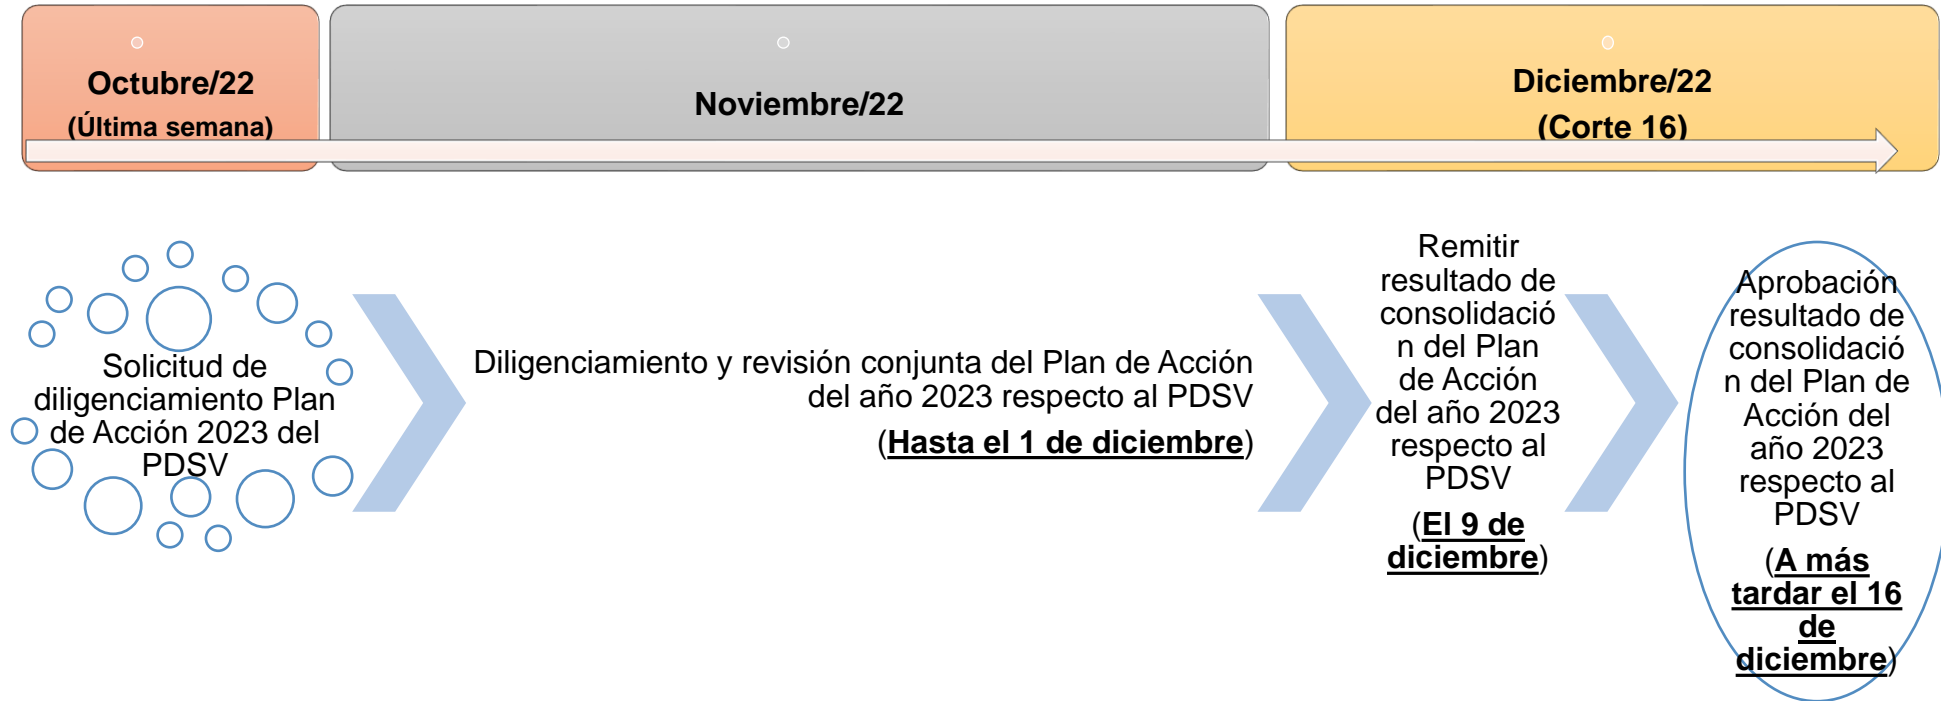 Octubre/22
(Última semana)
Noviembre/22
Diciembre/22
(Corte 16)
Solicitud de
diligenciamiento Plan
de Acción 2023 del
PDSV
Diligenciamiento y revisión conjunta del Plan de Acción
del año 2023 respecto al PDSV
(Hasta el 1 de diciembre)
Remitir
resultado de
consolidació
n del Plan
de Acción
del año 2023
respecto al
PDSV
(El 9 de
diciembre)
Aprobación
resultado de
consolidació
n del Plan de
Acción del
año 2023
respecto al
PDSV
(A más
tardar el 16
de
diciembre)